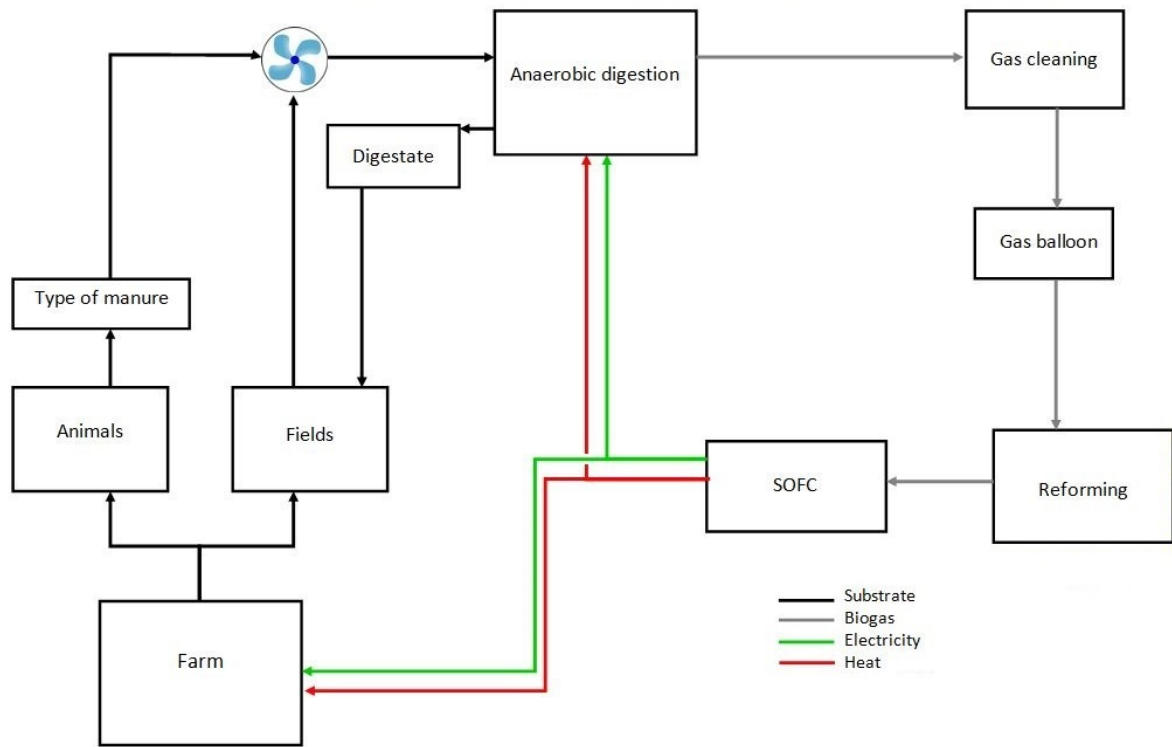 Anaerobic digestion
Gas cleaning
Digestate
Gas balloon
Type of manure
Animals
Fields
SOFC
Reforming
Farm
Substrate
Biogas
Electricity
Heat